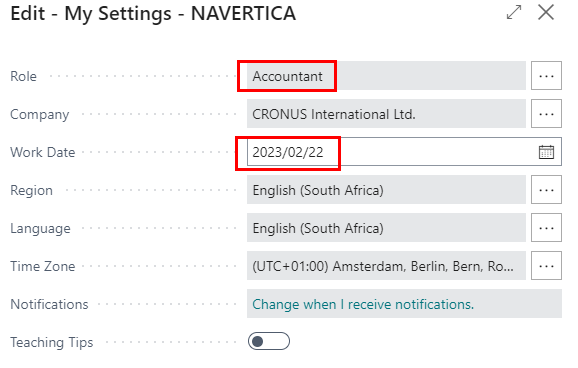 Edit - My Settings - NAVERTICA
Role Accountant
Company CRONUS International Ltd.
Work Date 2023/02/22
Region English (South Africa)
Language English (South Africa)
Time Zone (UTC+01:00) Amsterdam, Berlin, Bern, Ro...
Notifications Change when I receive notifications.
Teaching Tips